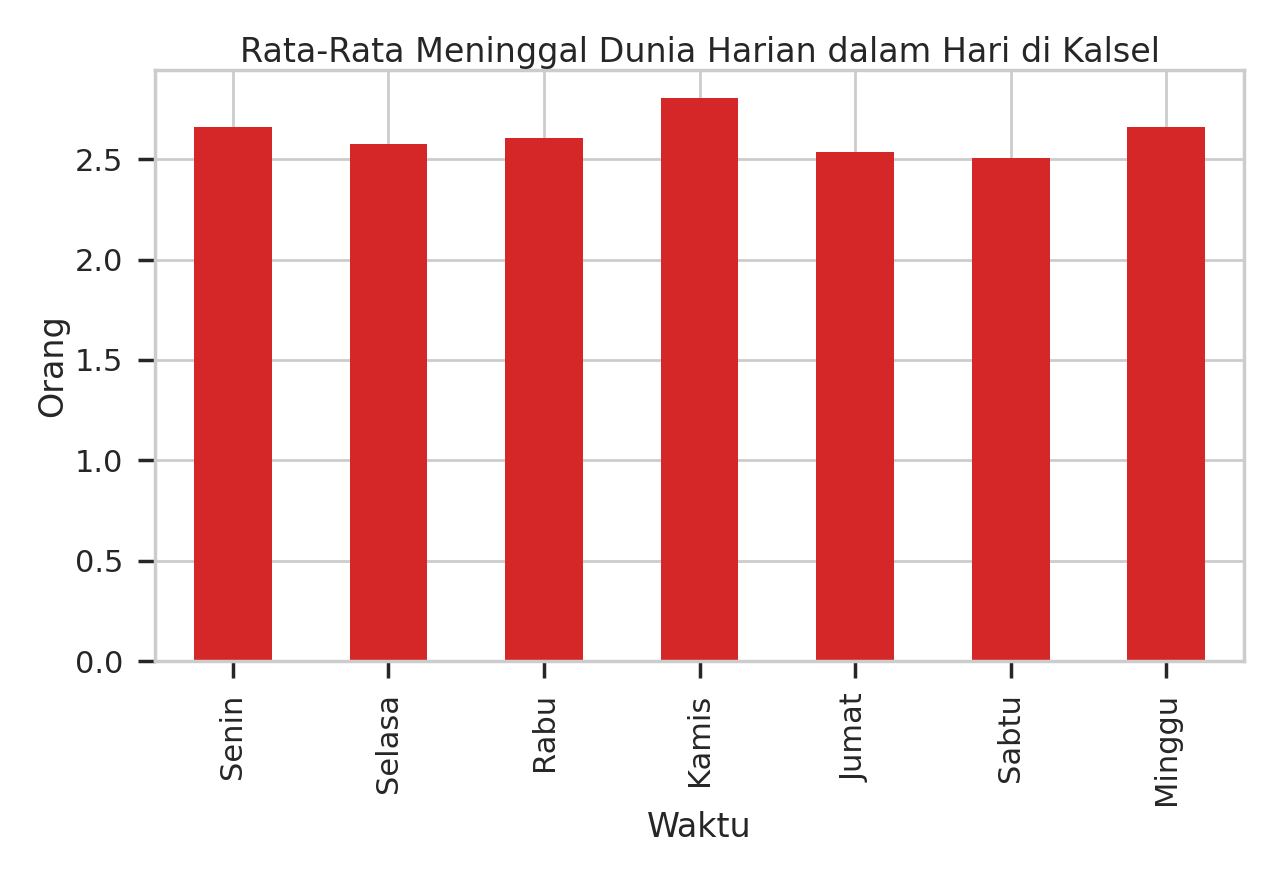 Rata-Rata Meninggal Dunia Harian dalam Hari di Kalsel
2.5
2.0
1.5
1.0
0.5
0.0
Orang
Senin
Selasa
Rabu
Kamis
Jumat
Sabtu
Minggu
Waktu